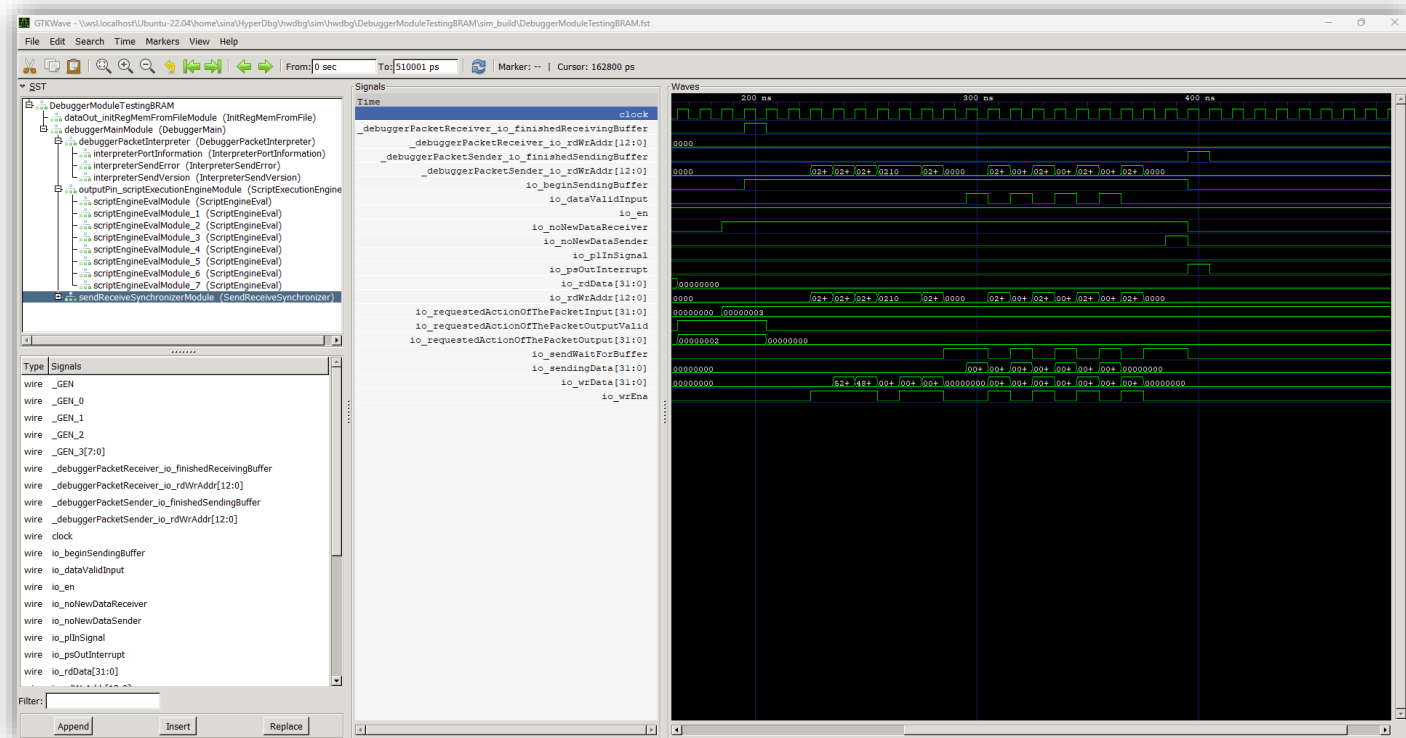 GTKWave - \\wsl.localhost\Ubuntu-22.04\home\sina\HyperDbg\hwdbg\sim\hwdbg\DebuggerModuleTestingBRAM\sim_build\DebuggerModuleTestingBRAM.fst
File Edit Search Time Markers View Help
From: 0 sec To: 510001 ps Marker: -- | Cursor: 162800 ps
SST
DebuggerModuleTestingBRAM
dataOut_initRegMemFromFileModule (InitRegMemFromFile)
debuggerMainModule (DebuggerMain)
debuggerPacketInterpreter (DebuggerPacketInterpreter)
interpreterPortInformation (InterpreterPortInformation)
interpreterSendError (InterpreterSendError)
interpreterSendVersion (InterpreterSendVersion)
outputPin_scriptExecutionEngineModule (ScriptExecutionEngine
scriptEngineEvalModule (ScriptEngineEval)
scriptEngineEvalModule_1 (ScriptEngineEval)
scriptEngineEvalModule_2 (ScriptEngineEval)
scriptEngineEvalModule_3 (ScriptEngineEval)
scriptEngineEvalModule_4 (ScriptEngineEval)
scriptEngineEvalModule_5 (ScriptEngineEval)
scriptEngineEvalModule_6 (ScriptEngineEval)
scriptEngineEvalModule_7 (ScriptEngineEval)
sendReceiveSynchronizerModule (SendReceiveSynchronizer)
Type Signals
wire _GEN
wire _GEN_0
wire _GEN_1
wire _GEN_2
wire _GEN_3[7:0]
wire _debuggerPacketReceiver_io_finishedReceivingBuffer
wire _debuggerPacketReceiver_io_rdWrAddr[12:0]
wire _debuggerPacketSender_io_finishedSendingBuffer
wire _debuggerPacketSender_io_rdWrAddr[12:0]
wire clock
wire io_beginSendingBuffer
wire io_dataValidInput
wire io_en
wire io_noNewDataReceiver
wire io_noNewDataSender
wire io_plInSignal
wire io_psOutInterrupt
wire io_rdData[31:0]
Filter:
Append Insert Replace
Signals
Time
clock
_debuggerPacketReceiver_io_finishedReceivingBuffer
_debuggerPacketReceiver_io_rdWrAddr[12:0]
_debuggerPacketSender_io_finishedSendingBuffer
_debuggerPacketSender_io_rdWrAddr[12:0]
io_beginSendingBuffer
io_dataValidInput
io_en
io_noNewDataReceiver
io_noNewDataSender
io_plInSignal
io_psOutInterrupt
io_rdData[31:0]
io_rdWrAddr[12:0]
io_requestedActionOfThePacketInput[31:0]
io_requestedActionOfThePacketOutputValid
io_requestedActionOfThePacketOutput[31:0]
io_sendWaitForBuffer
io_sendingData[31:0]
io_wrData[31:0]
io_wrEna
Waves
200 ns 300 ns 400 ns
0000
0000 02+ 02+ 02+ 0210 02+ 0000 02+ 00+ 02+ 00+ 02+ 00+ 02+ 0000
00000000
0000 02+ 02+ 02+ 0210 02+ 0000 02+ 00+ 02+ 00+ 02+ 00+ 02+ 0000
00000000 00000003
00000002 00000000
00000000 00+ 00+ 00+ 00+ 00+ 00+ 00+ 00000000
00000000 52+ 48+ 00+ 00+ 00+ 00000000 00+ 00+ 00+ 00+ 00+ 00+ 00+ 00000000